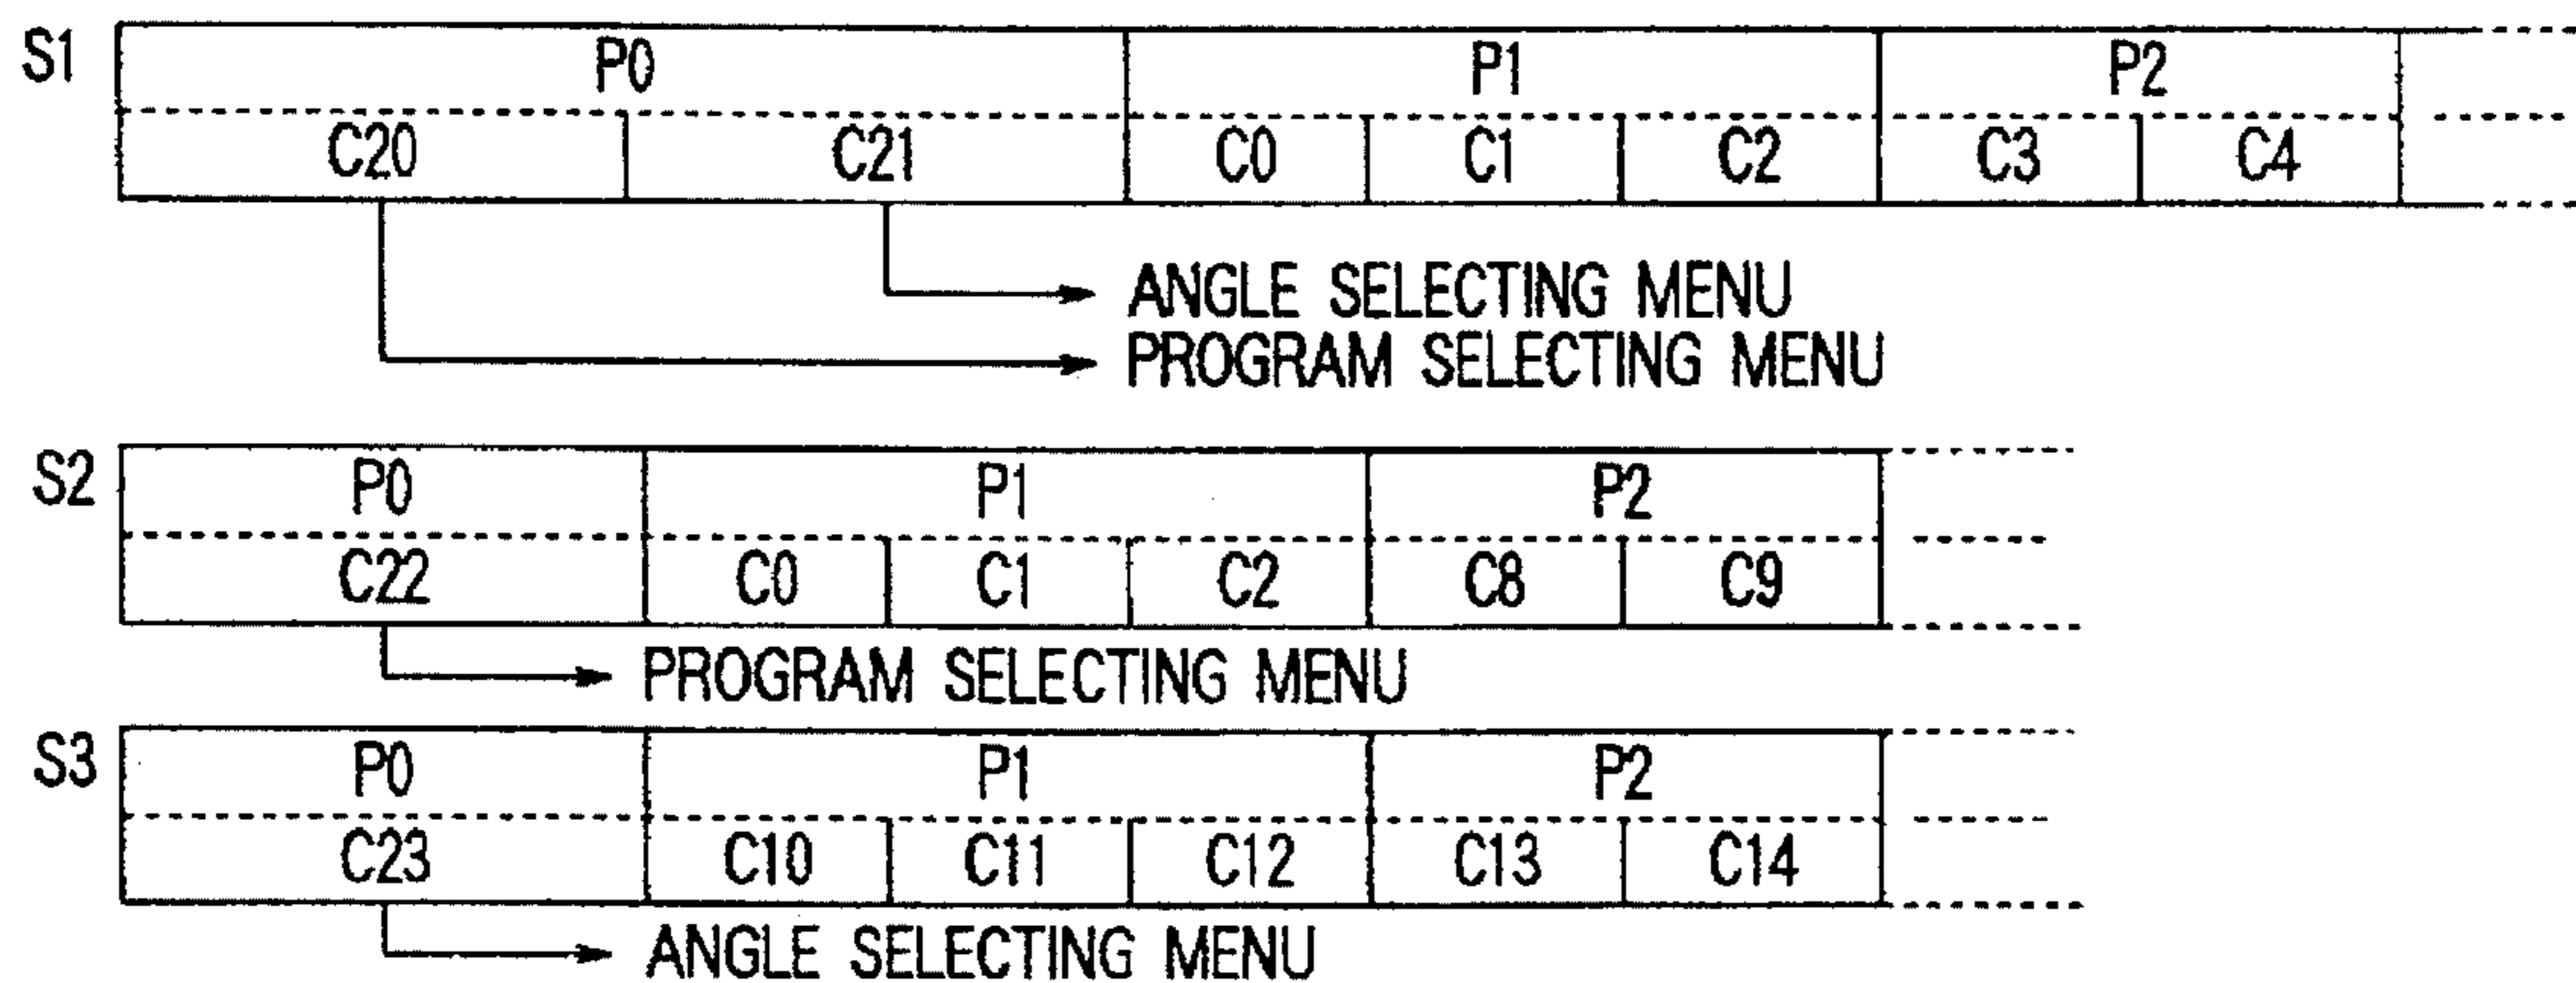 S1 P0 P1 P2
C20 C21 C0 C1 C2 C3 C4
ANGLE SELECTING MENU
PROGRAM SELECTING MENU
S2 P0 P1 P2
C22 C0 C1 C2 C8 C9
PROGRAM SELECTING MENU
S3 P0 P1 P2
C23 C10 C11 C12 C13 C14
ANGLE SELECTING MENU